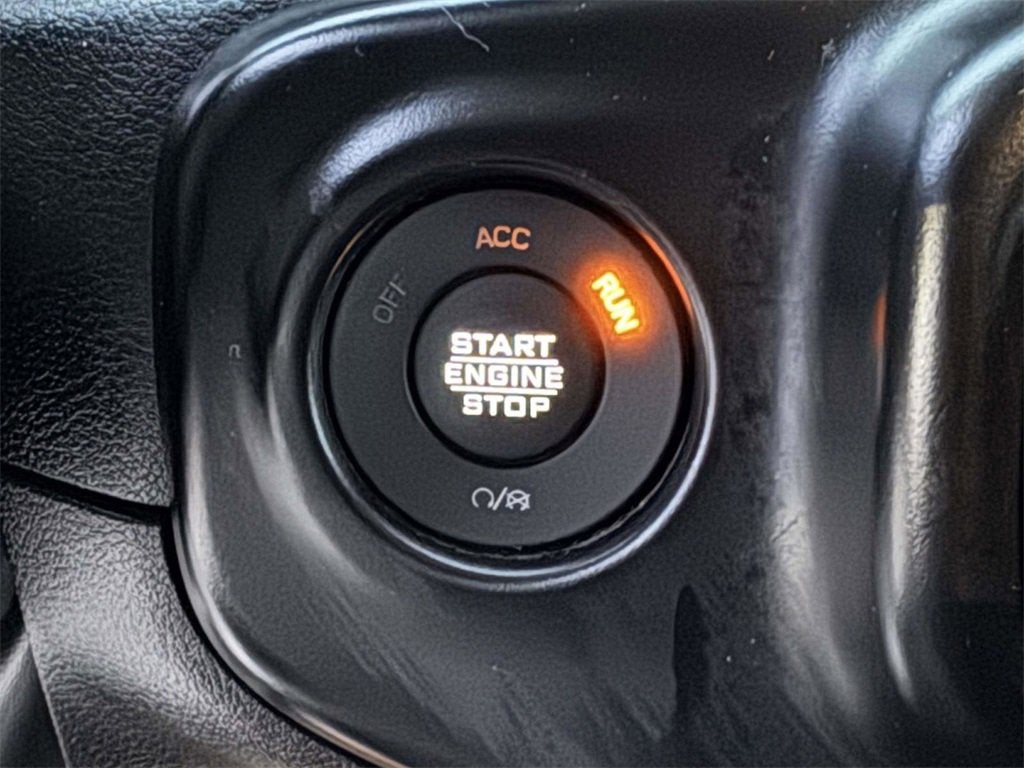 ACC
OFF
RUN
START
ENGINE
STOP